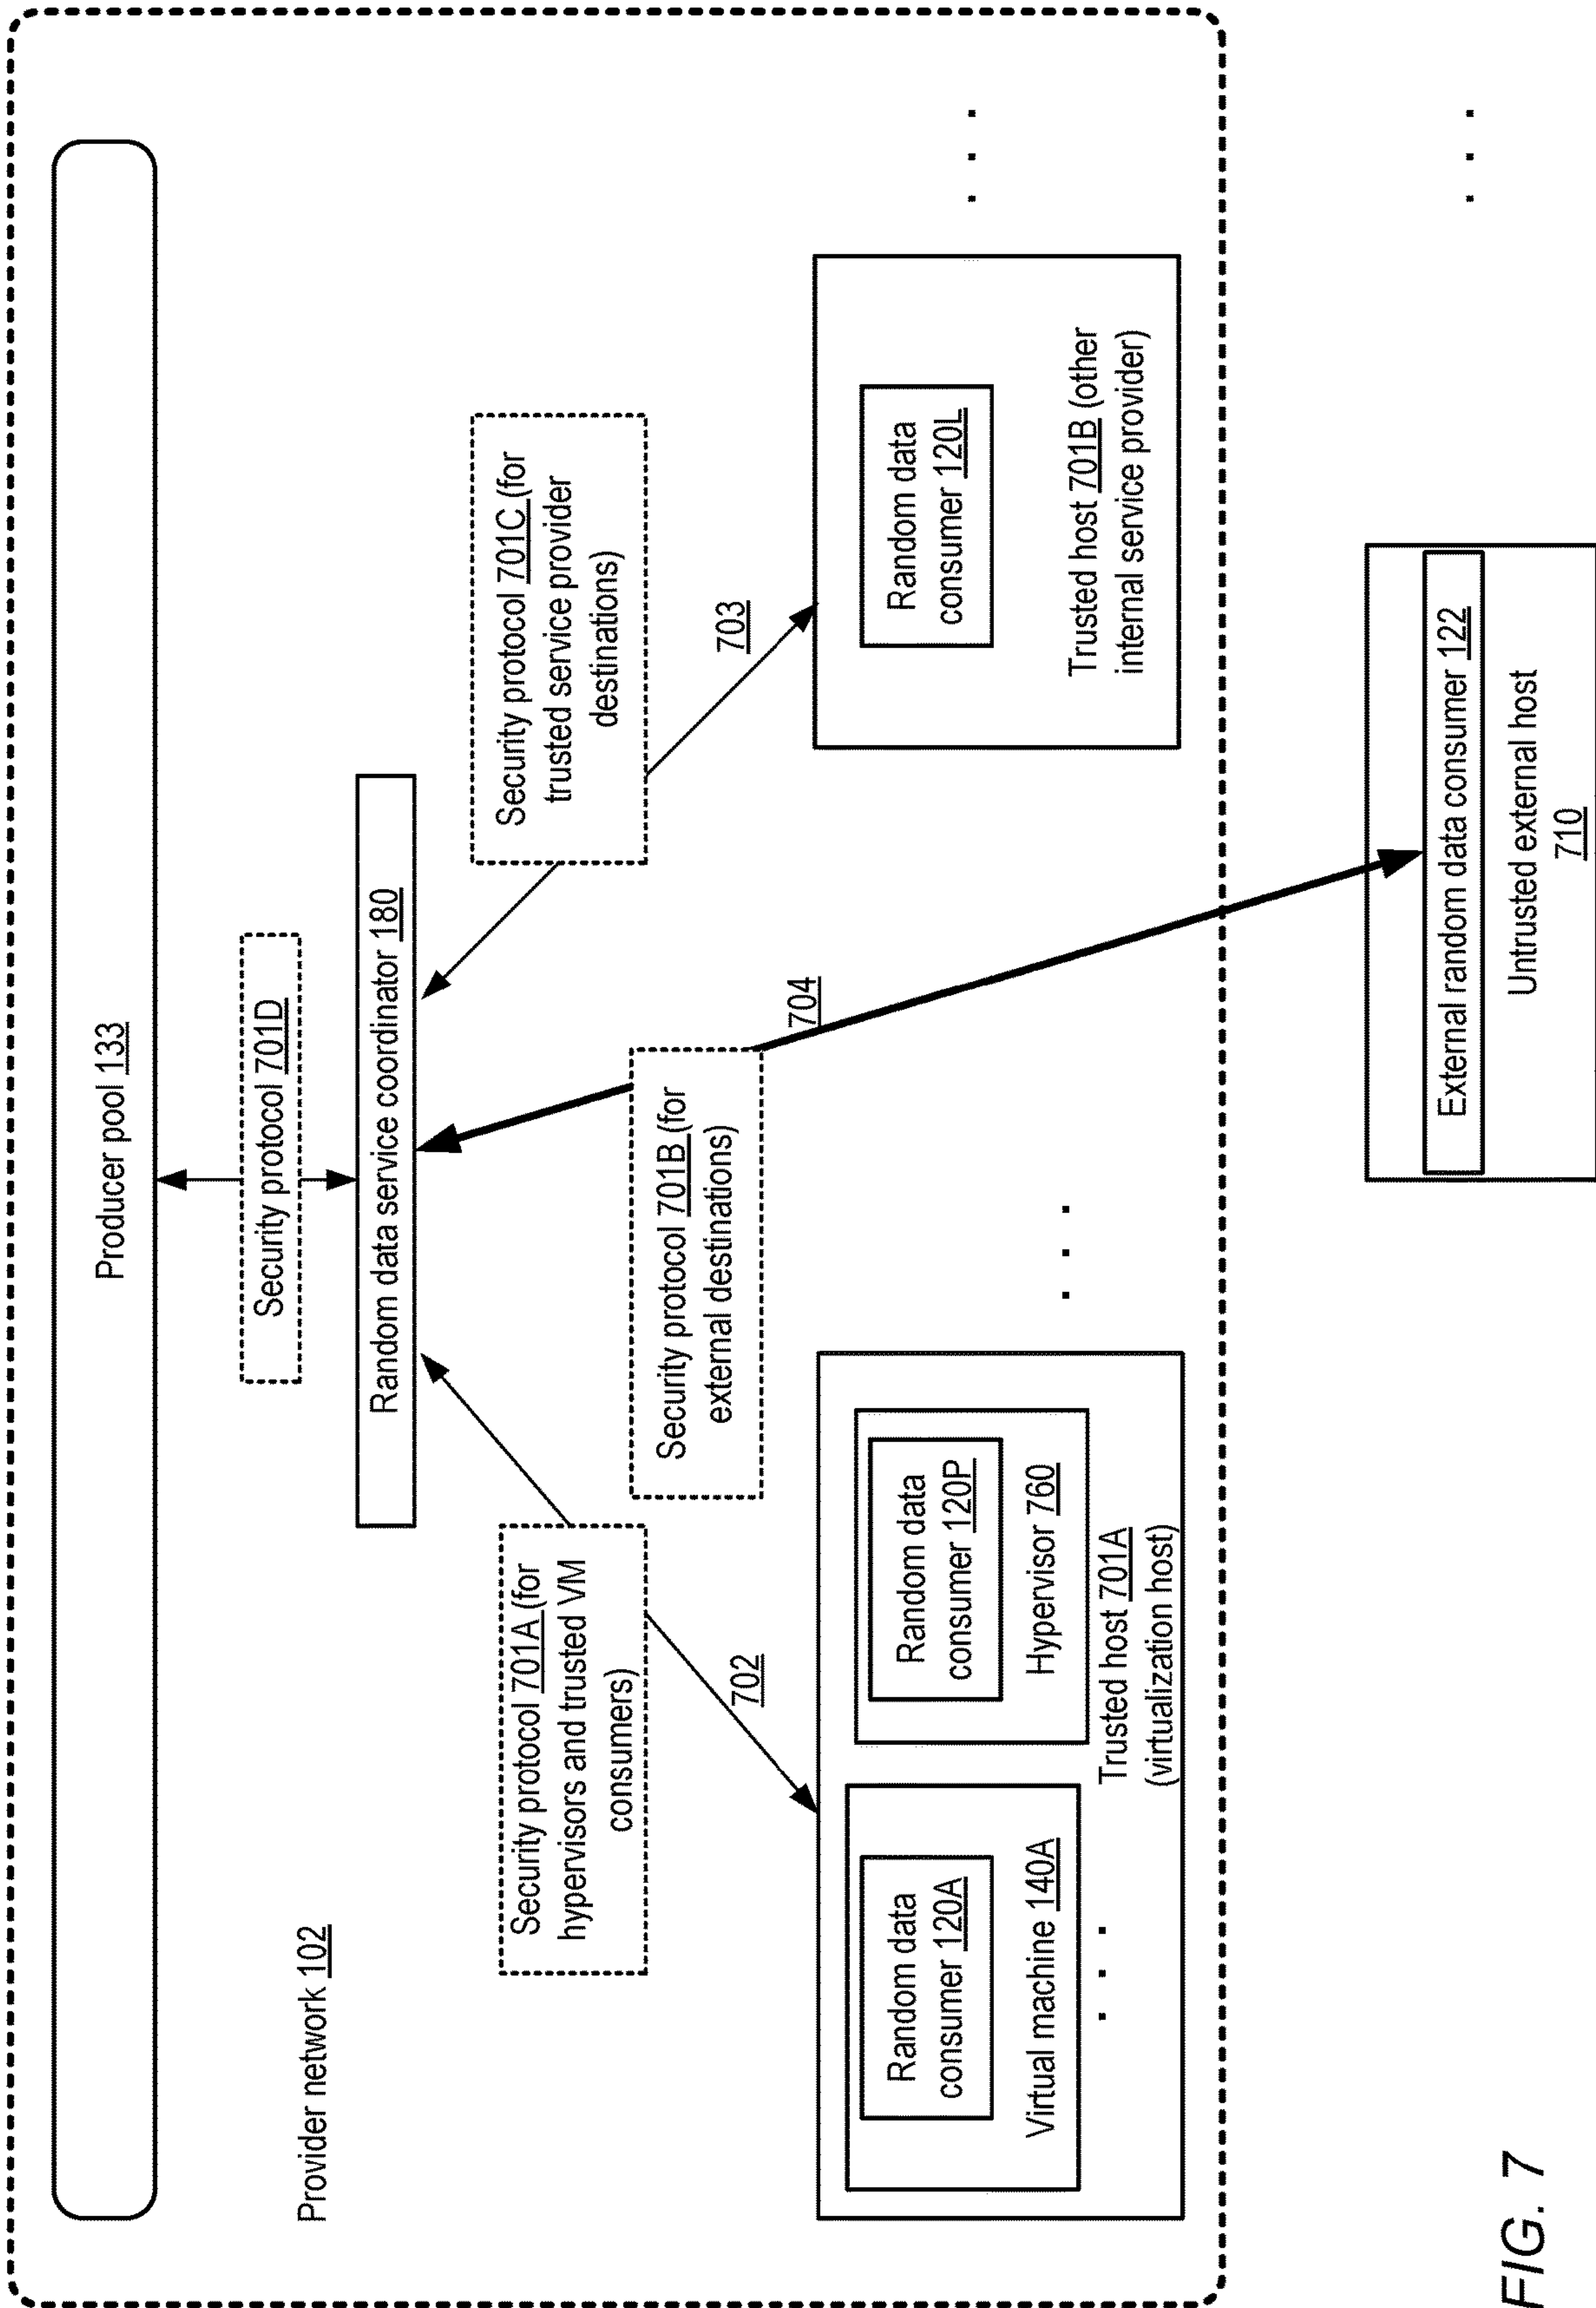 Producer pool 133
Security protocol 701D
Provider network 102
Random data service coordinator 180
Security protocol 701A (for
hypervisors and trusted VM
consumers)
Security protocol 701C (for
trusted service provider
destinations)
Security protocol 701B (for
external destinations)
702
704
703
Random data
consumer 120A
Virtual machine 140A
. . .
Random data
consumer 120P
Hypervisor 760
Trusted host 701A
(virtualization host)
. . .
Random data
consumer 120L
Trusted host 701B (other
internal service provider)
. . .
External random data consumer 122
Untrusted external host
710
. . .
FIG. 7